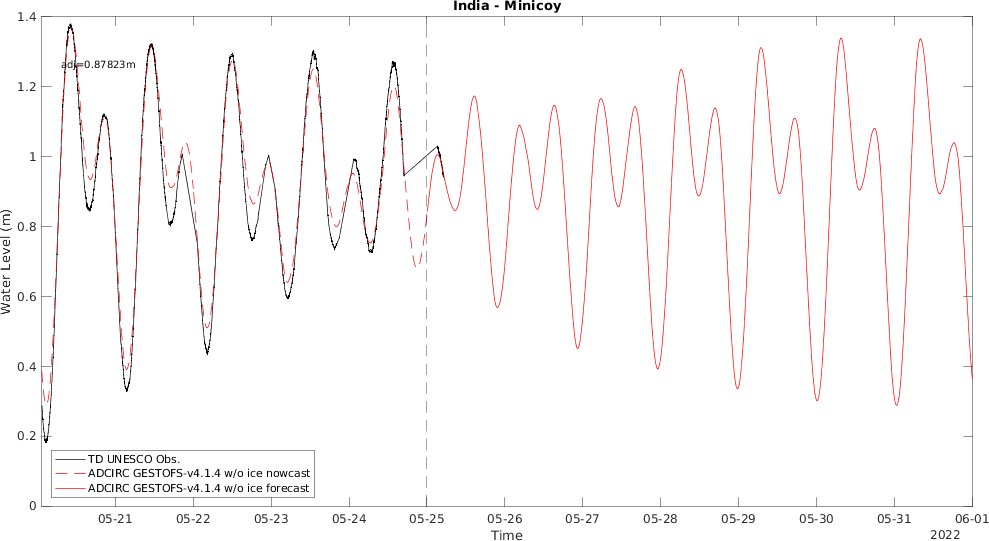 India - Minicoy
1.4
1.2
1
0.8
0.6
0.4
0.2
0
Water Level (m)
adj=0.87823m
TD UNESCO Obs.
ADCIRC GESTOFS-v4.1.4 w/o ice nowcast
ADCIRC GESTOFS-v4.1.4 w/o ice forecast
05-21 05-22 05-23 05-24 05-25 05-26 05-27 05-28 05-29 05-30 05-31 06-01
Time
2022